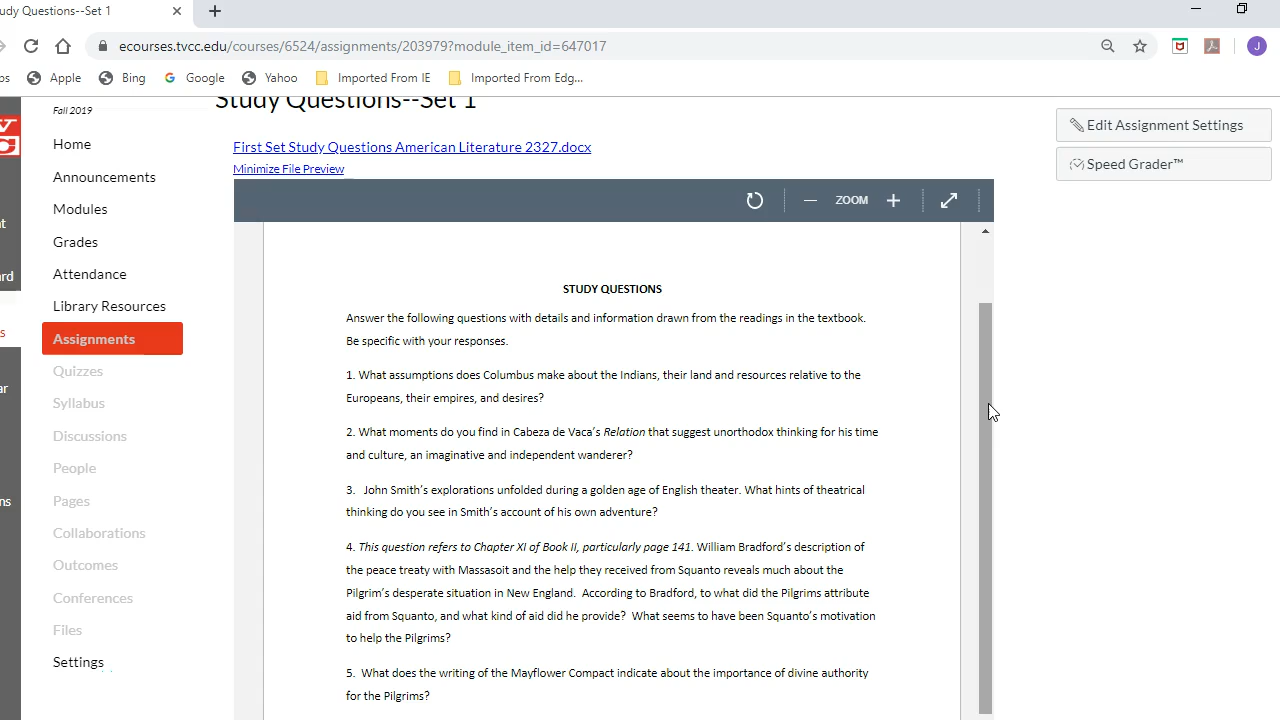 udy Questions--Set 1
ecourses.tvcc.edu/courses/6524/assignments/203979?module_item_id=647017
J
ps Apple Bing Google Yahoo Imported From IE Imported From Edg...
Study Questions--Set 1
Fall 2019
Edit Assignment Settings
Speed Grader™
Home
Announcements
Modules
Grades
Attendance
Library Resources
Assignments
Quizzes
Syllabus
Discussions
People
Pages
Collaborations
Outcomes
Conferences
Files
Settings
nt
ard
s
ar
ns
First Set Study Questions American Literature 2327.docx
Minimize File Preview
ZOOM
STUDY QUESTIONS
Answer the following questions with details and information drawn from the readings in the textbook.
Be specific with your responses.
1. What assumptions does Columbus make about the Indians, their land and resources relative to the
Europeans, their empires, and desires?
2. What moments do you find in Cabeza de Vaca's Relation that suggest unorthodox thinking for his time
and culture, an imaginative and independent wanderer?
3. John Smith's explorations unfolded during a golden age of English theater. What hints of theatrical
thinking do you see in Smith's account of his own adventure?
4. This question refers to Chapter XI of Book II, particularly page 141. William Bradford's description of
the peace treaty with Massasoit and the help they received from Squanto reveals much about the
Pilgrim's desperate situation in New England. According to Bradford, to what did the Pilgrims attribute
aid from Squanto, and what kind of aid did he provide? What seems to have been Squanto's motivation
to help the Pilgrims?
5. What does the writing of the Mayflower Compact indicate about the importance of divine authority
for the Pilgrims?